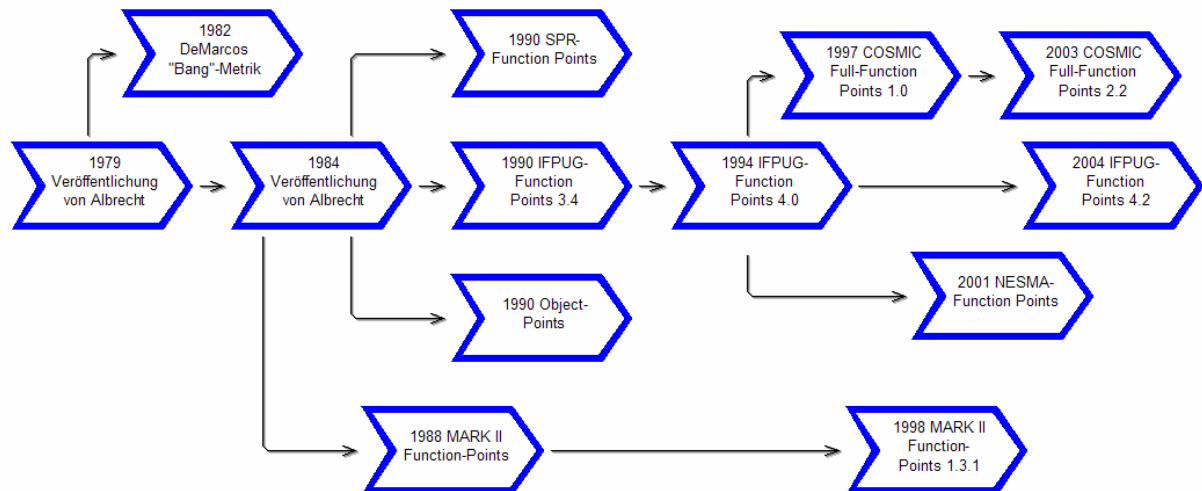 1982
DeMarcos
"Bang"-Metrik
1990 SPR-
Function Points
1997 COSMIC
Full-Function
Points 1.0
2003 COSMIC
Full-Function
Points 2.2
1979
Veröffentlichung
von Albrecht
1984
Veröffentlichung
von Albrecht
1990 IFPUG-
Function
Points 3.4
1994 IFPUG-
Function
Points 4.0
2004 IFPUG-
Function
Points 4.2
2001 NESMA-
Function Points
1990 Object-
Points
1988 MARK II
Function-Points
1998 MARK II
Function-
Points 1.3.1